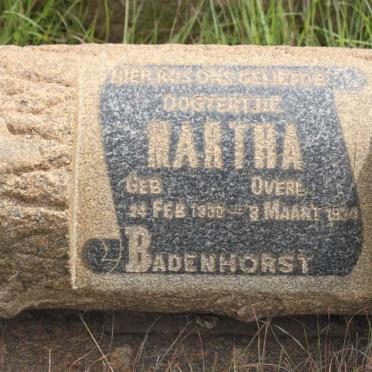 HIER RUS ONS GELIEFDE
DOGTERTJIE
MARTHA
GEB. OVERL.
24 FEB 1930 – 8 MAART
BADENHORST